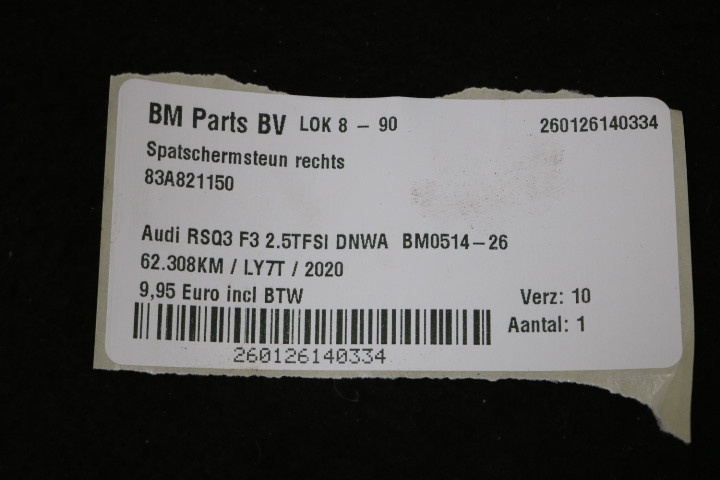 BM Parts BV LOK 8 - 90 260126140334
Spatschermsteun rechts
83A821150
Audi RSQ3 F3 2.5TFSI DNWA BM0514-26
62.308KM / LY7T / 2020
9,95 Euro incl BTW Verz: 10
Aantal: 1
260126140334